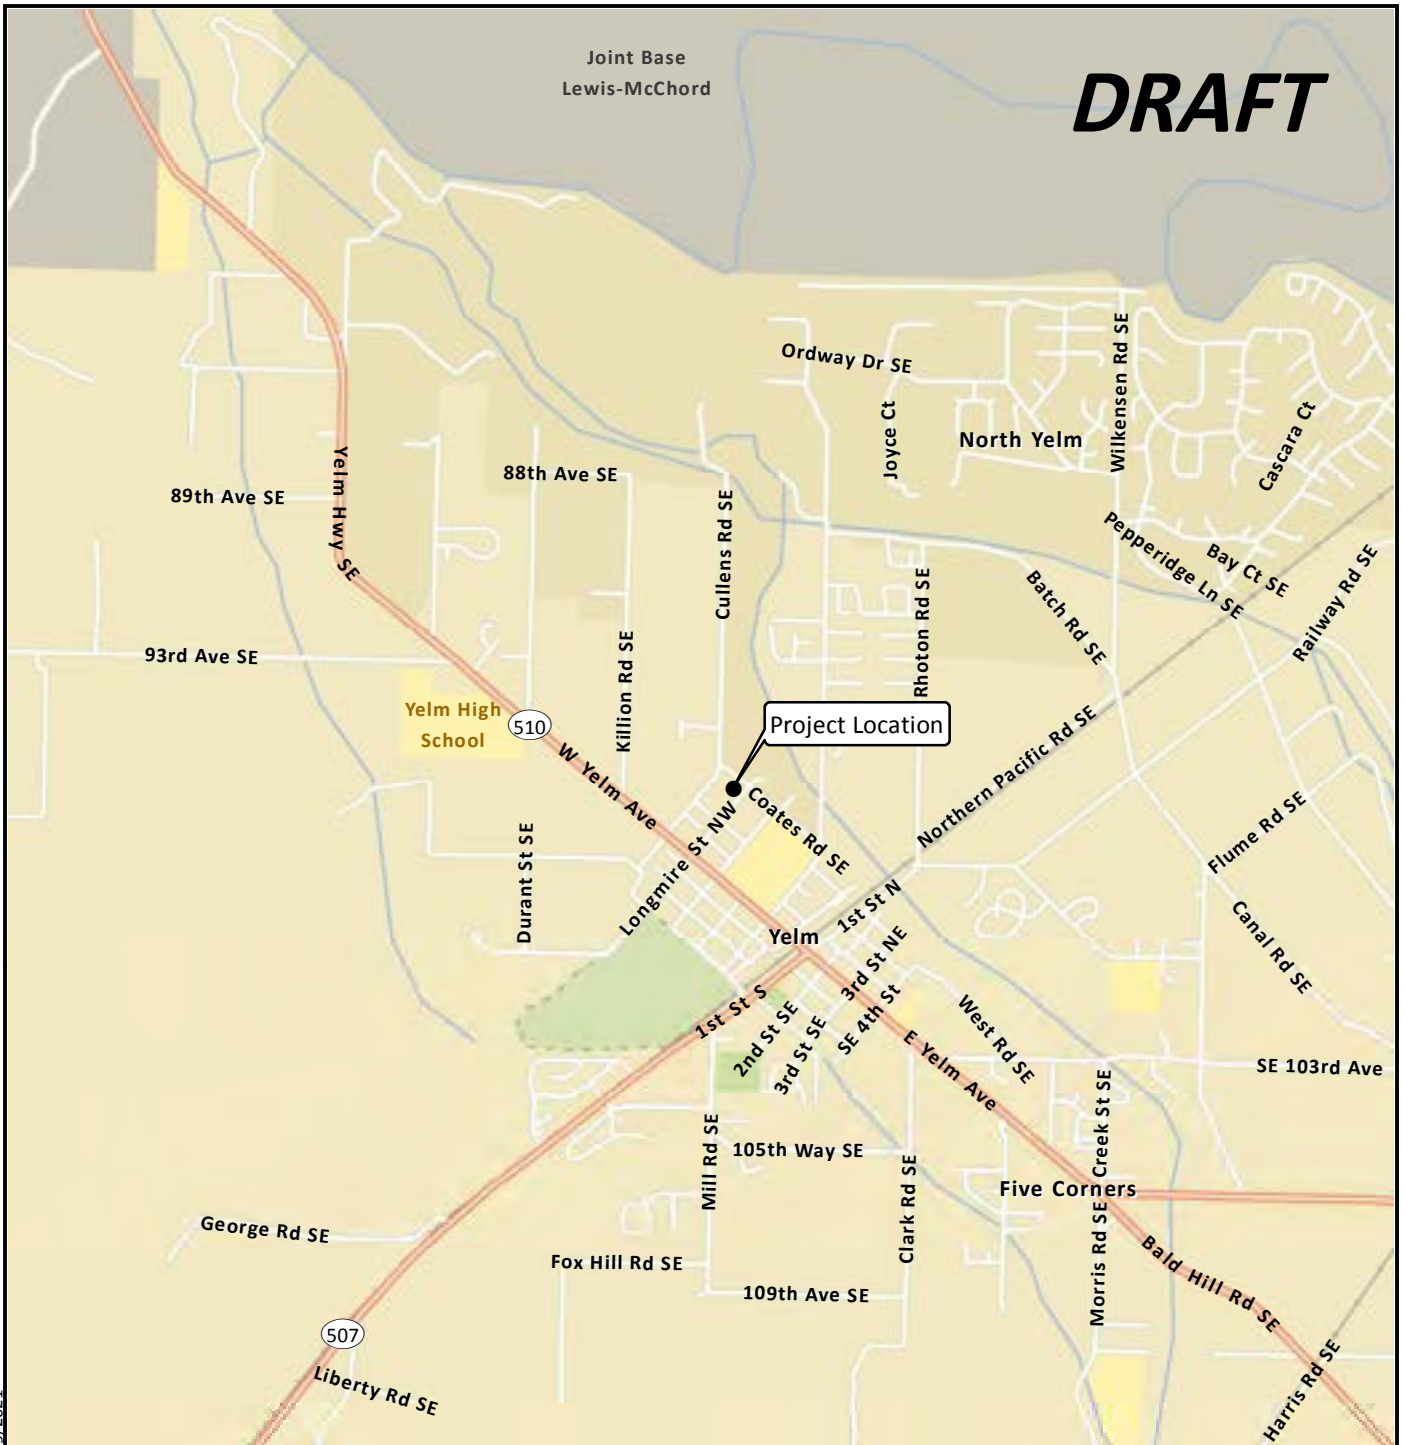 Joint Base
Lewis-McChord
DRAFT
Ordway Dr SE
Wilkensen Rd SE
Joyce Ct
North Yelm
Cascara Ct
Yelm Hwy SE
88th Ave SE
89th Ave SE
Cullens Rd SE
Pepperidge Ln SE
Bay Ct SE
Railway Rd SE
Batch Rd SE
Rhoton Rd SE
93rd Ave SE
Killion Rd SE
Yelm High
School
510
Project Location
W Yelm Ave
Northern Pacific Rd SE
Coates Rd SE
Longmire St NW
Durant St SE
Flume Rd SE
1st St N
Canal Rd SE
Yelm
3rd St NE
1st St S
2nd St SE
3rd St SE
SE 4th St
West Rd SE
E Yelm Ave
SE 103rd Ave
Creek St SE
Mill Rd SE
105th Way SE
Clark Rd SE
Five Corners
George Rd SE
Morris Rd SE
Bald Hill Rd SE
Fox Hill Rd SE
109th Ave SE
507
Liberty Rd SE
Harris Rd SE